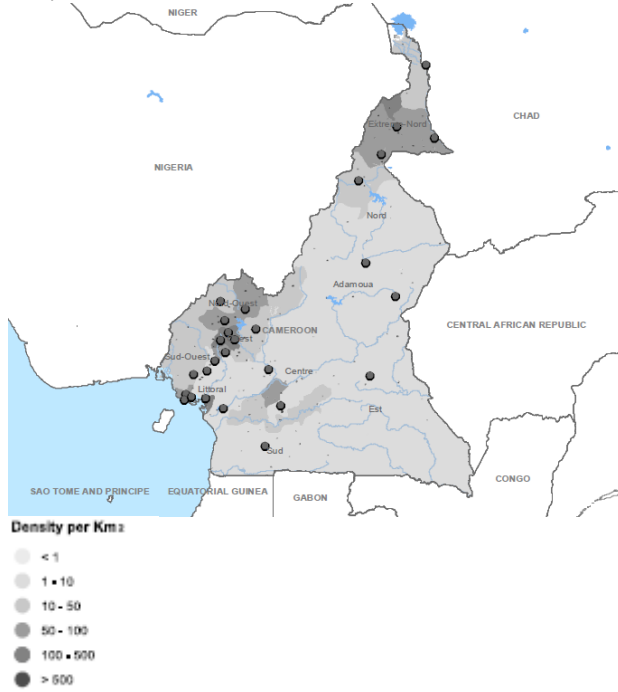 NIGER
CHAD
Extreme-Nord
NIGERIA
Nord
Adamoua
Nord-Ouest
CENTRAL AFRICAN REPUBLIC
CAMEROON
Sud-Ouest
Centre
Littoral
Est
Sud
CONGO
SAO TOME AND PRINCIPE
EQUATORIAL GUINEA
GABON
Density per Km2
< 1
1 - 10
10 - 50
50 - 100
100 - 500
> 500